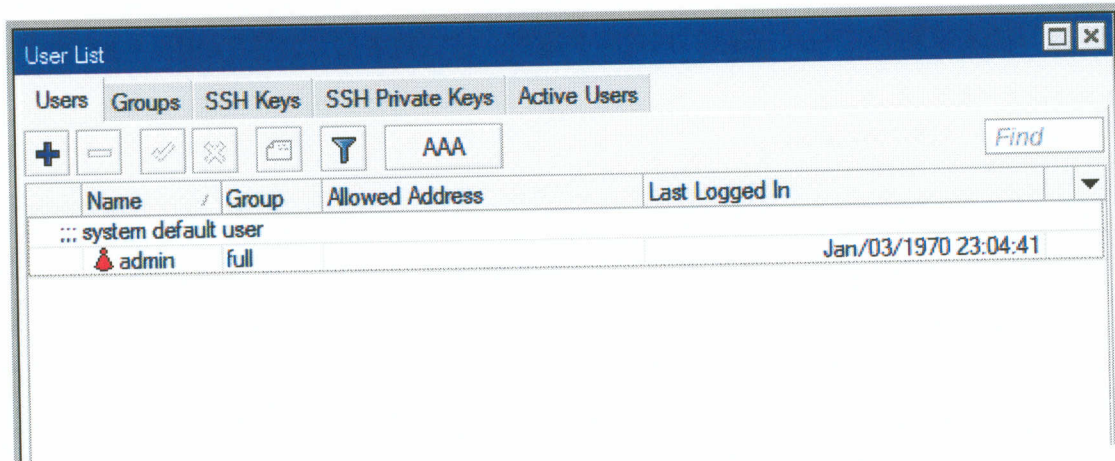 User List
Users Groups SSH Keys SSH Private Keys Active Users
AAA Find
Name Group Allowed Address Last Logged In
;;; system default user
admin full Jan/03/1970 23:04:41